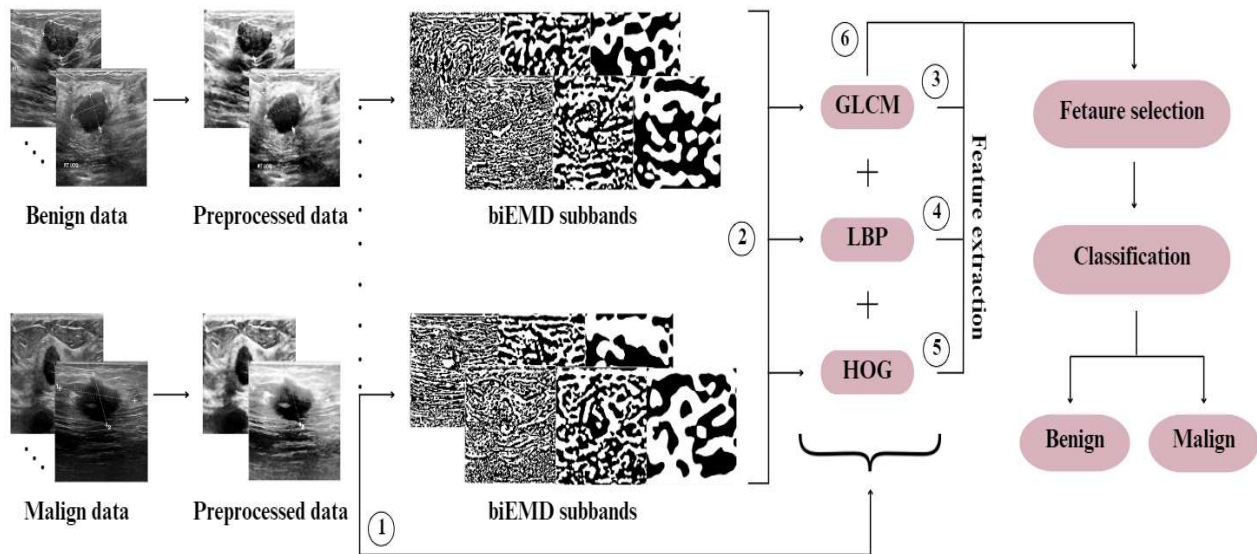 Benign data
Preprocessed data
biEMD subbands
Malign data
Preprocessed data
biEMD subbands
1
2
6
GLCM
3
+
LBP
4
+
HOG
5
Feature extraction
Fetaure selection
Classification
Benign
Malign